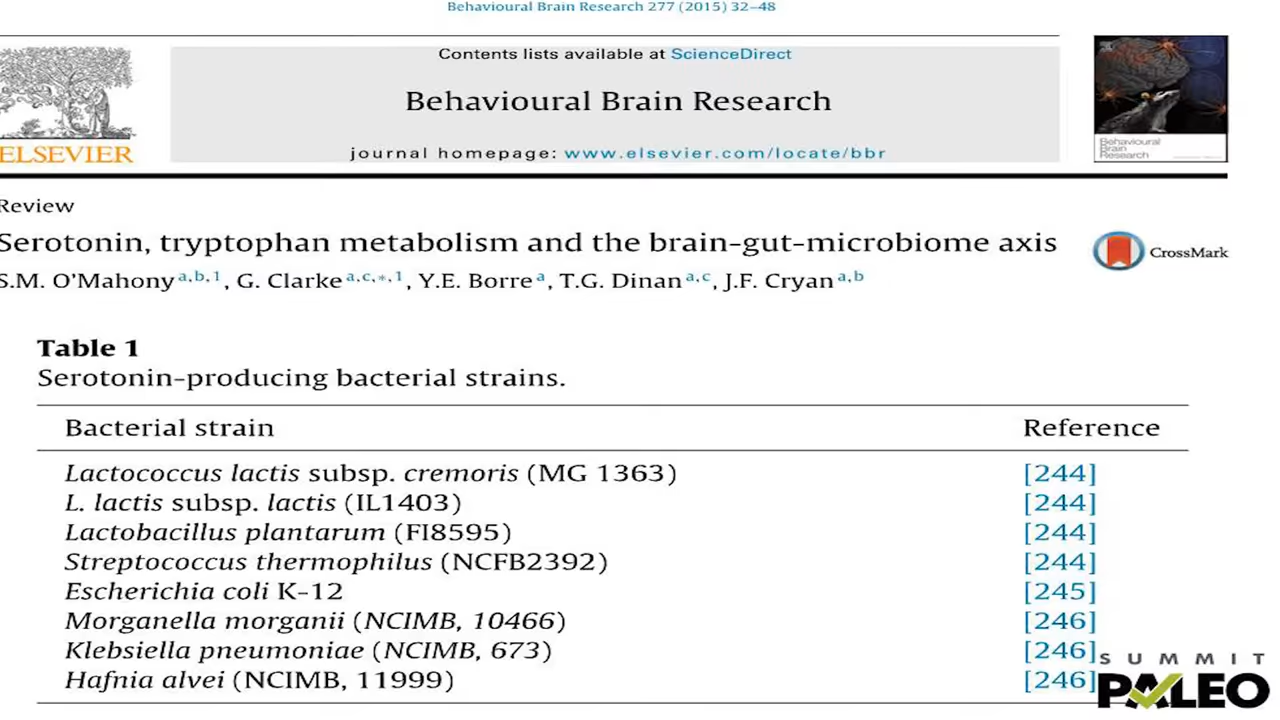 Behavioural Brain Research 277 (2015) 32–48
Contents lists available at ScienceDirect
Behavioural Brain Research
journal homepage: www.elsevier.com/locate/bbr
ELSEVIER
Behavioural
Brain
Research
Review
Serotonin, tryptophan metabolism and the brain-gut-microbiome axis
CrossMark
S.M. O'Mahony a,b,1, G. Clarke a,c,*,1, Y.E. Borre a, T.G. Dinan a,c, J.F. Cryan a,b
Table 1
Serotonin-producing bacterial strains.
Bacterial strain Reference
Lactococcus lactis subsp. cremoris (MG 1363) [244]
L. lactis subsp. lactis (IL1403) [244]
Lactobacillus plantarum (FI8595) [244]
Streptococcus thermophilus (NCFB2392) [244]
Escherichia coli K-12 [245]
Morganella morganii (NCIMB, 10466) [246]
Klebsiella pneumoniae (NCIMB, 673) [246]
Hafnia alvei (NCIMB, 11999) [246]
SUMMIT
PALEO